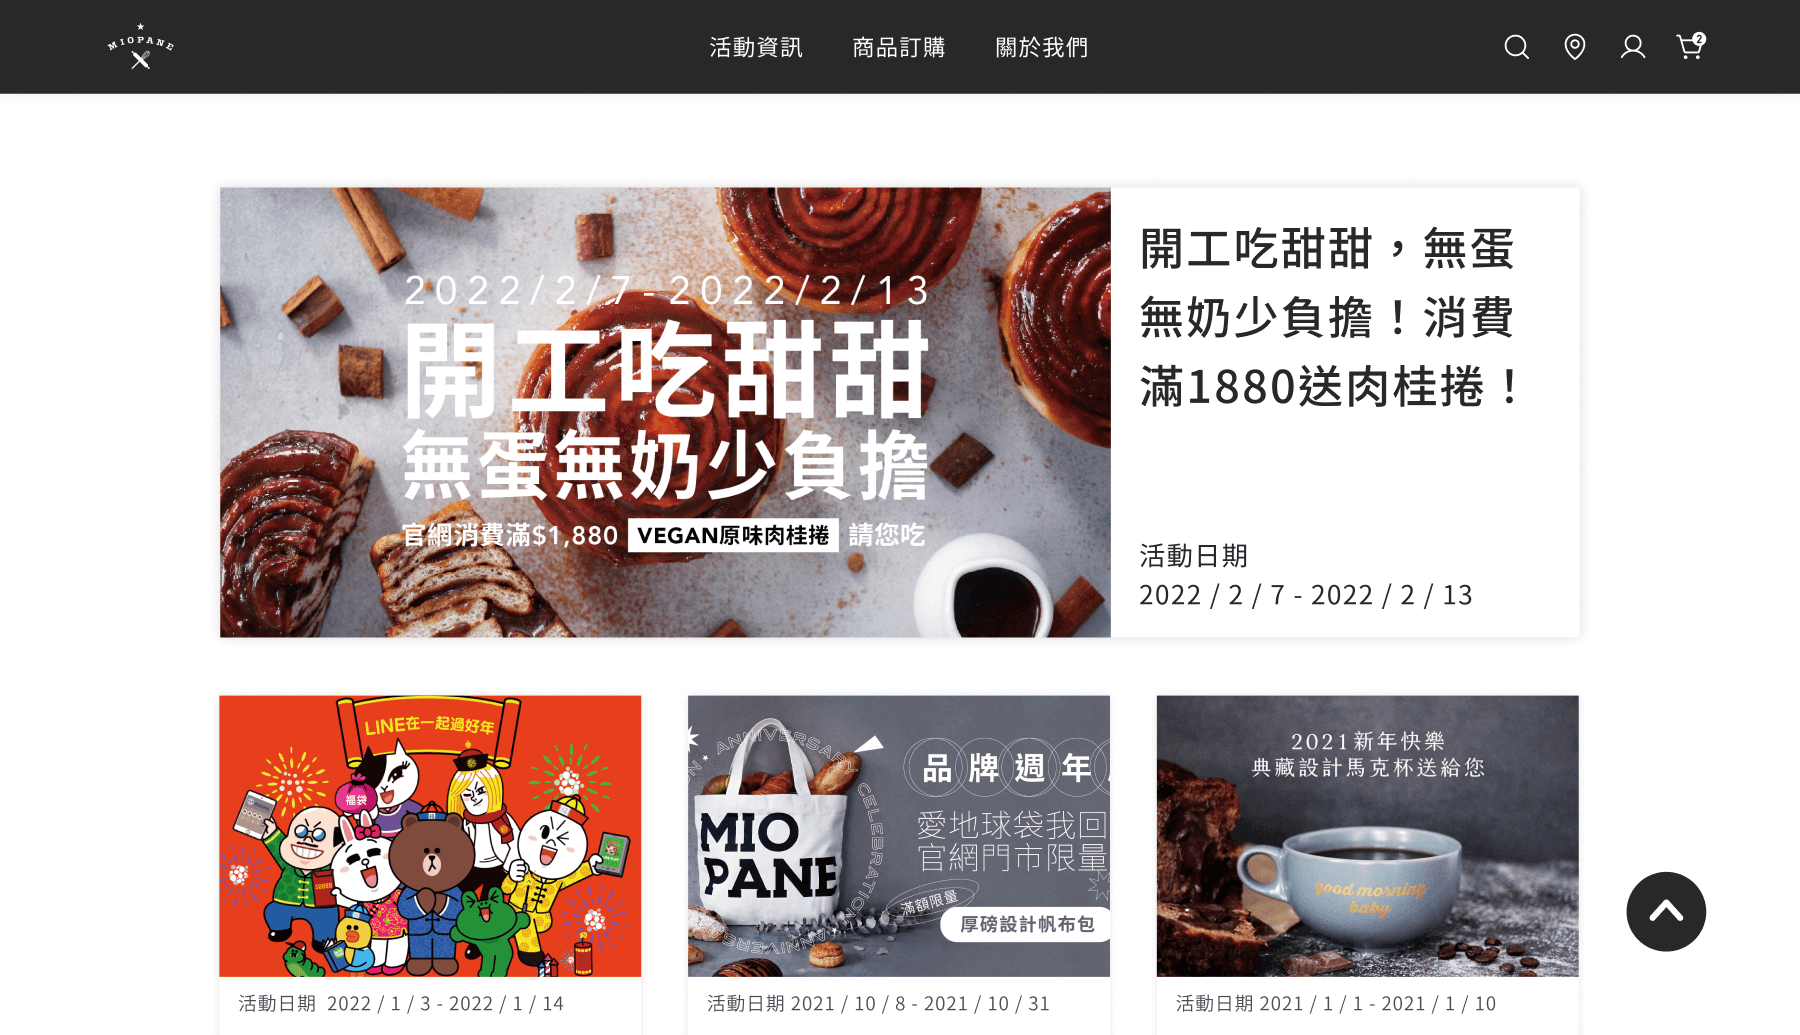 MIOPANE
活動資訊
商品訂購
關於我們
2
2022/2/7-2022/2/13
開工吃甜甜
無蛋無奶少負擔
官網消費滿$1,880 VEGAN原味肉桂捲 請您吃
開工吃甜甜，無蛋
無奶少負擔！消費
滿1880送肉桂捲！
活動日期
2022 / 2 / 7 - 2022 / 2 / 13
LINE在一起過好年
福袋
活動日期 2022 / 1 / 3 - 2022 / 1 / 14
ANNIVERSARY
CELEBRATION
ANNIVERSA
MIO
PANE
品牌週年
愛地球袋我回
官網門市限量
滿額限量
厚磅設計帆布包
活動日期 2021 / 10 / 8 - 2021 / 10 / 31
2021新年快樂
典藏設計馬克杯送給您
good morning
baby
活動日期 2021 / 1 / 1 - 2021 / 1 / 10